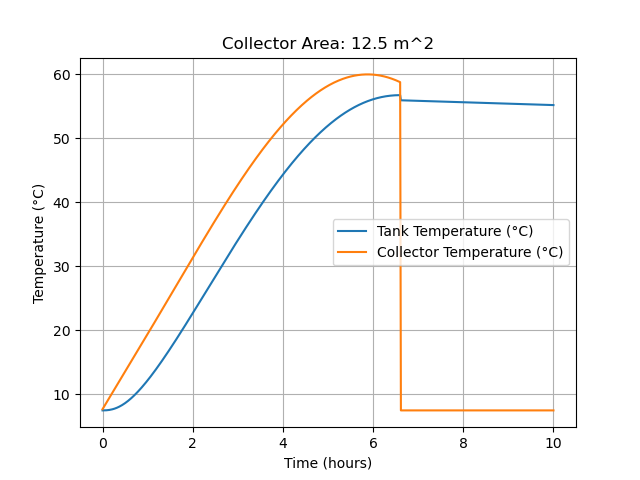 Collector Area: 12.5 m^2
Temperature (°C)
60
50
40
30
20
10
Tank Temperature (°C)
Collector Temperature (°C)
0
2
4
6
8
10
Time (hours)